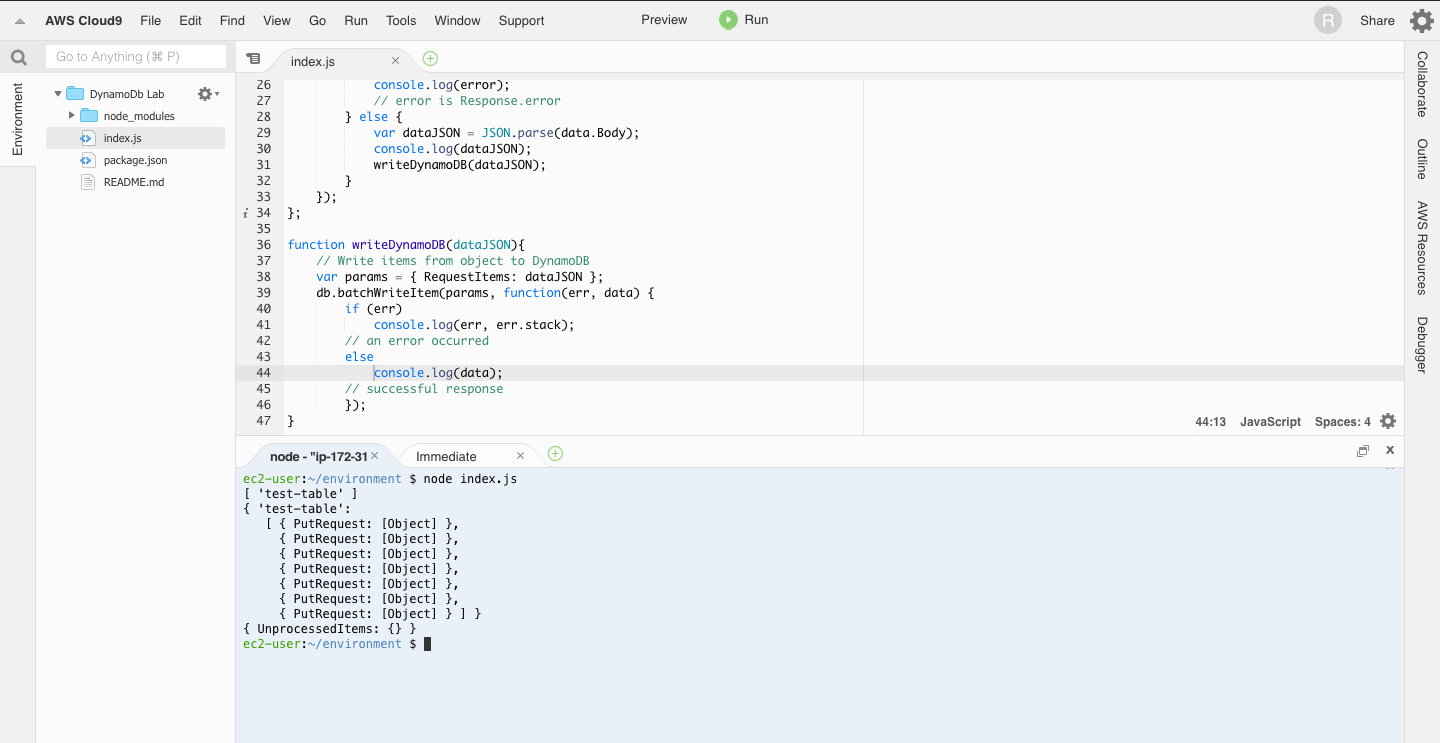 AWS Cloud9 File Edit Find View Go Run Tools Window Support Preview Run R Share
Go to Anything (⌘ P)
index.js
Environment
DynamoDb Lab
node_modules
index.js
package.json
README.md
26 console.log(error);
27 // error is Response.error
28 } else {
29 var dataJSON = JSON.parse(data.Body);
30 console.log(dataJSON);
31 writeDynamoDB(dataJSON);
32 }
33 });
i 34 };
35
36 function writeDynamoDB(dataJSON){
37 // Write items from object to DynamoDB
38 var params = { RequestItems: dataJSON };
39 db.batchWriteItem(params, function(err, data) {
40 if (err)
41 console.log(err, err.stack);
42 // an error occurred
43 else
44 console.log(data);
45 // successful response
46 });
47 }
44:13 JavaScript Spaces: 4
Collaborate
Outline
AWS Resources
Debugger
node - "ip-172-31
Immediate
ec2-user:~/environment $ node index.js
[ 'test-table' ]
{ 'test-table':
[ { PutRequest: [Object] },
{ PutRequest: [Object] },
{ PutRequest: [Object] },
{ PutRequest: [Object] },
{ PutRequest: [Object] },
{ PutRequest: [Object] },
{ PutRequest: [Object] } ] }
{ UnprocessedItems: {} }
ec2-user:~/environment $